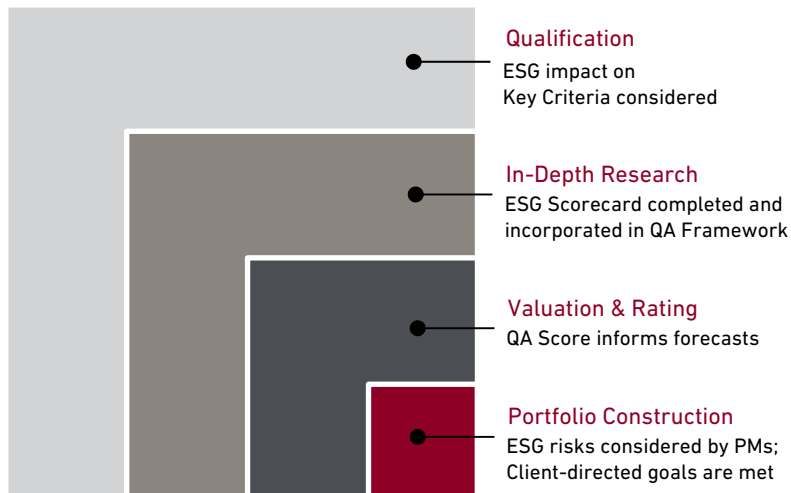 Qualification
ESG impact on
Key Criteria considered
In-Depth Research
ESG Scorecard completed and
incorporated in QA Framework
Valuation & Rating
QA Score informs forecasts
Portfolio Construction
ESG risks considered by PMs;
Client-directed goals are met